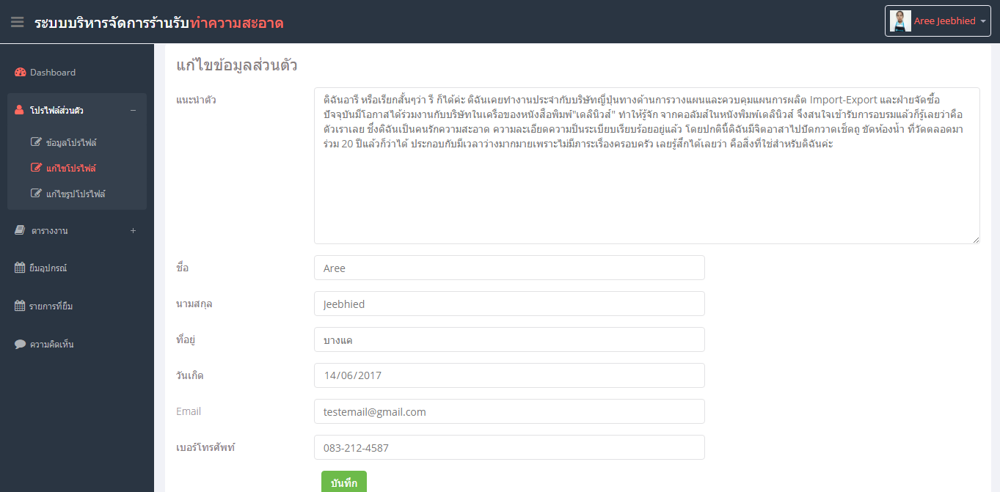 ระบบบริหารจัดการร้านรับทำความสะอาด
Aree Jeebhied
Dashboard
โปรไฟล์ส่วนตัว
ข้อมูลโปรไฟล์
แก้ไขโปรไฟล์
แก้ไขรูปโปรไฟล์
ตารางงาน
ยืมอุปกรณ์
รายการที่ยืม
ความคิดเห็น
แก้ไขข้อมูลส่วนตัว
แนะนำตัว
ดิฉันอารี หรือเรียกสั้นๆว่า รี ก็ได้ค่ะ ดิฉันเคยทำงานประจำกับบริษัทญี่ปุ่นทางด้านการวางแผนและควบคุมแผนการผลิต Import-Export และฝ่ายจัดซื้อ
ปัจจุบันมีโอกาสได้ร่วมงานกับบริษัทในเครือของหนังสือพิมพ์"เดลินิวส์" ทำให้รู้จัก จากคอลัมส์ในหนังพิมพ์เดลินิวส์ จึงสนใจเข้ารับการอบรมแล้วก็รู้เลยว่าคือ
ตัวเราเลย ซึ่งดิฉันเป็นคนรักความสะอาด ความละเอียดความป็นระเบียบเรียบร้อยอยู่แล้ว โดยปกตินี้ดิฉันมีจิตอาสาไปปัดกวาดเช็ดถู ขัดห้องน้ำ ที่วัดตลอดมา
ร่วม 20 ปีแล้วก็ว่าได้ ประกอบกับมีเวลาว่างมากมายเพราะไม่มีภาระเรื่องครอบครัว เลยรู้สึกได้เลยว่า คือสิ่งที่ใช่สำหรับดิฉันค่ะ
ชื่อ
Aree
นามสกุล
Jeebhied
ที่อยู่
บางแค
วันเกิด
14/06/2017
Email
testemail@gmail.com
เบอร์โทรศัพท์
083-212-4587
บันทึก